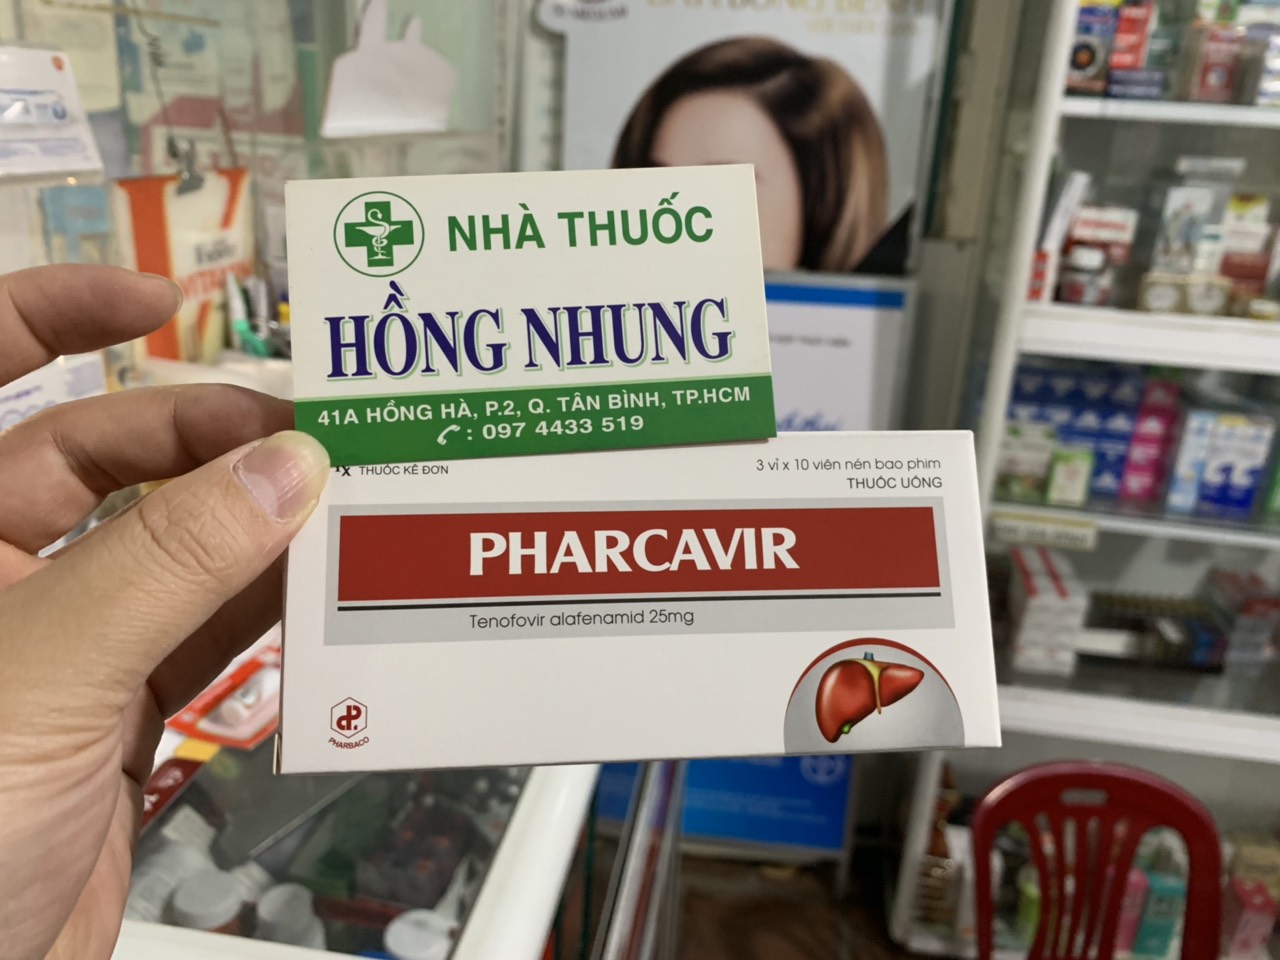 NHÀ THUỐC
HỒNG NHUNG
41A HỒNG HÀ, P.2, Q. TÂN BÌNH, TP.HCM
: 097 4433 519
THUỐC KÊ ĐƠN
3 vỉ x 10 viên nén bao phim
THUỐC UỐNG
PHARCAVIR
Tenofovir alafenamid 25mg
PHARBACO